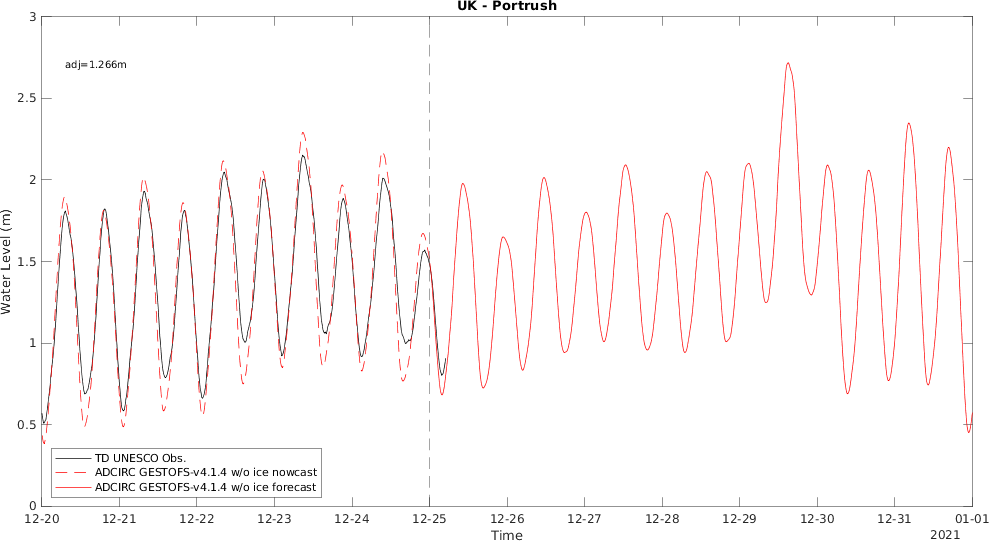 UK - Portrush
adj=1.266m
Water Level (m)
3
2.5
2
1.5
1
0.5
0
TD UNESCO Obs.
ADCIRC GESTOFS-v4.1.4 w/o ice nowcast
ADCIRC GESTOFS-v4.1.4 w/o ice forecast
12-20 12-21 12-22 12-23 12-24 12-25 12-26 12-27 12-28 12-29 12-30 12-31 01-01
Time
2021